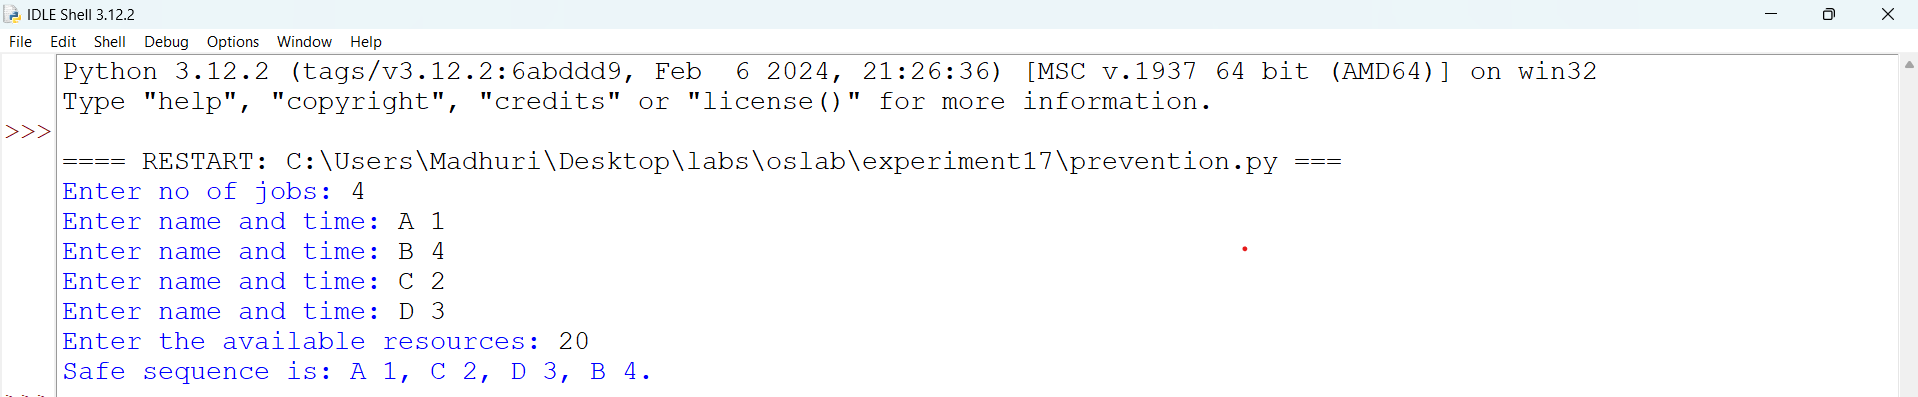 IDLE Shell 3.12.2
File Edit Shell Debug Options Window Help
Python 3.12.2 (tags/v3.12.2:6abddd9, Feb  6 2024, 21:26:36) [MSC v.1937 64 bit (AMD64)] on win32
Type "help", "copyright", "credits" or "license()" for more information.
>>>
==== RESTART: C:\Users\Madhuri\Desktop\labs\oslab\experiment17\prevention.py ===
Enter no of jobs: 4
Enter name and time: A 1
Enter name and time: B 4
Enter name and time: C 2
Enter name and time: D 3
Enter the available resources: 20
Safe sequence is: A 1, C 2, D 3, B 4.